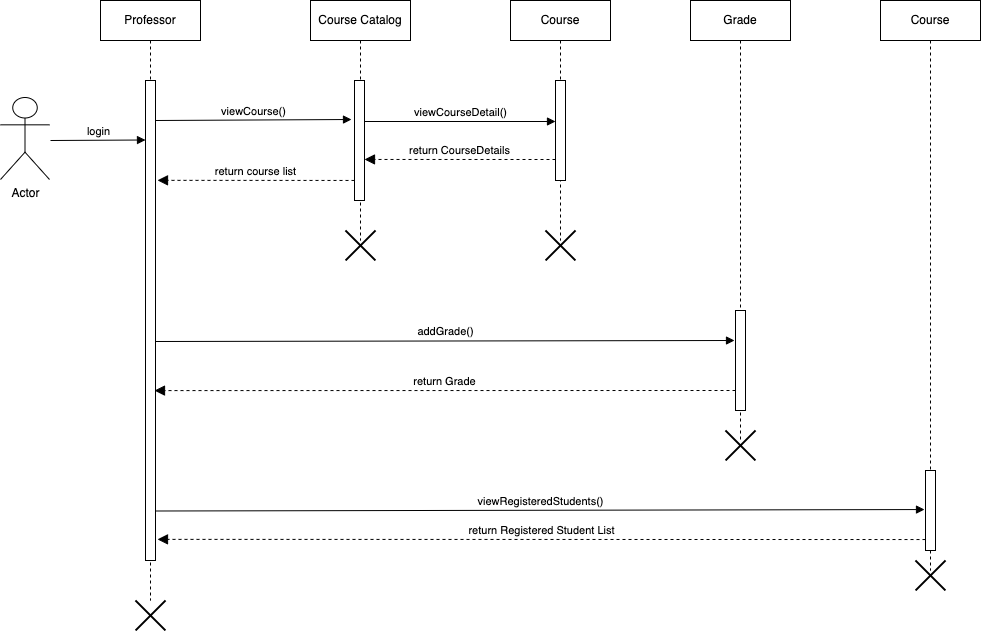 Professor
Course Catalog
Course
Grade
Course
viewCourse()
viewCourseDetail()
login
return CourseDetails
return course list
Actor
addGrade()
return Grade
viewRegisteredStudents()
return Registered Student List